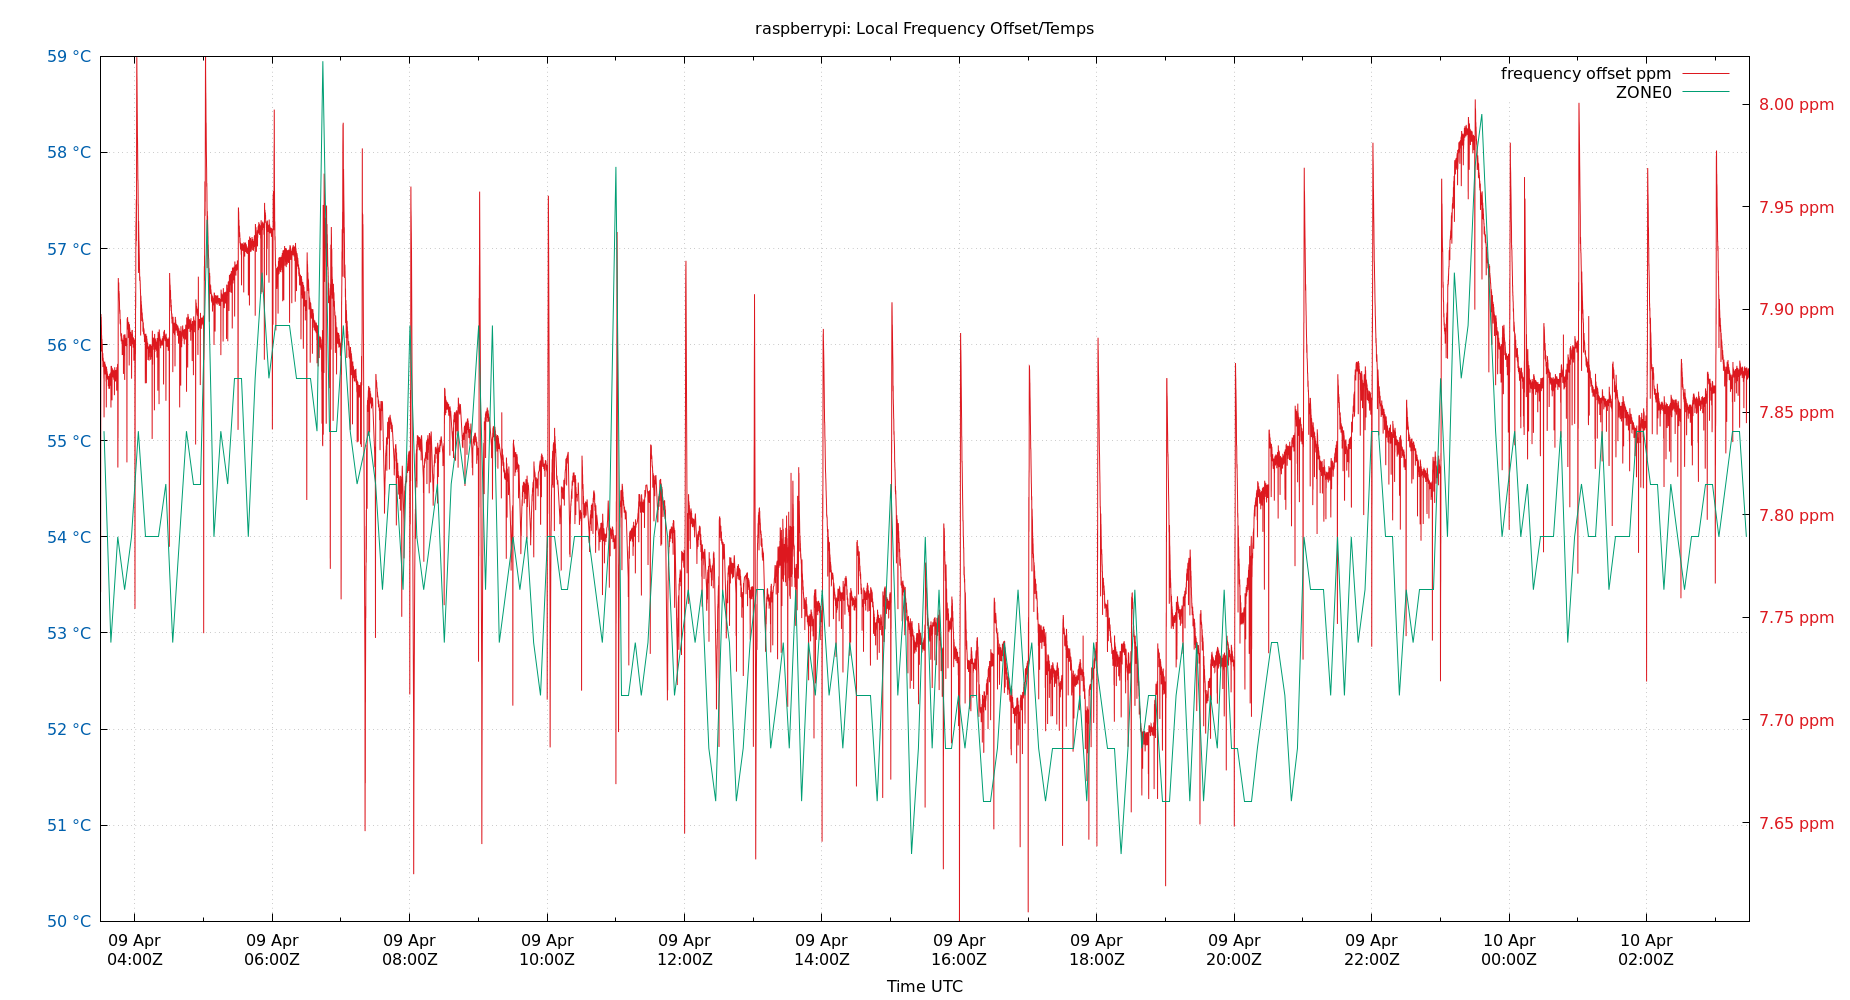 raspberrypi: Local Frequency Offset/Temps
frequency offset ppm
ZONE0
59 °C
58 °C
57 °C
56 °C
55 °C
54 °C
53 °C
52 °C
51 °C
50 °C
8.00 ppm
7.95 ppm
7.90 ppm
7.85 ppm
7.80 ppm
7.75 ppm
7.70 ppm
7.65 ppm
09 Apr
04:00Z
09 Apr
06:00Z
09 Apr
08:00Z
09 Apr
10:00Z
09 Apr
12:00Z
09 Apr
14:00Z
09 Apr
16:00Z
09 Apr
18:00Z
09 Apr
20:00Z
09 Apr
22:00Z
10 Apr
00:00Z
10 Apr
02:00Z
Time UTC